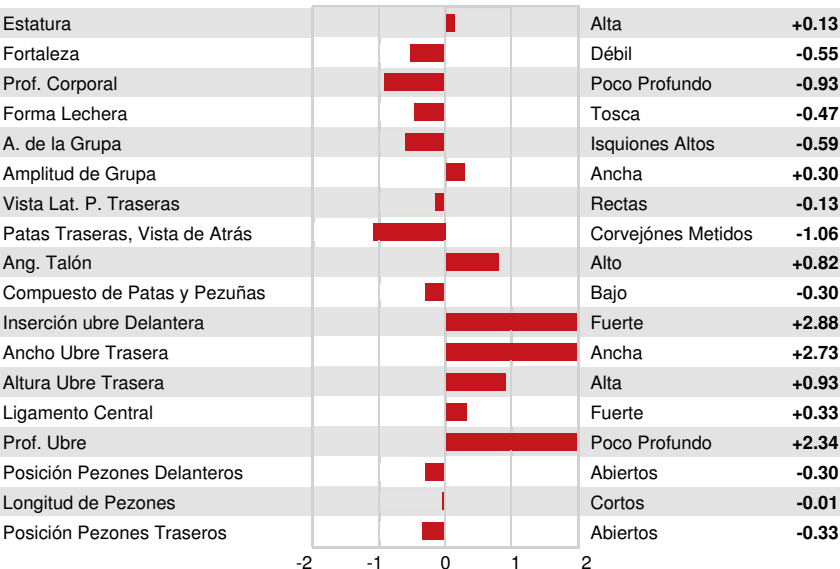 Estatura Alta +0.13
Fortaleza Débil -0.55
Prof. Corporal Poco Profundo -0.93
Forma Lechera Tosca -0.47
A. de la Grupa Isquiones Altos -0.59
Amplitud de Grupa Ancha +0.30
Vista Lat. P. Traseras Rectas -0.13
Patas Traseras, Vista de Atrás Corvejónes Metidos -1.06
Ang. Talón Alto +0.82
Compuesto de Patas y Pezuñas Bajo -0.30
Inserción ubre Delantera Fuerte +2.88
Ancho Ubre Trasera Ancha +2.73
Altura Ubre Trasera Alta +0.93
Ligamento Central Fuerte +0.33
Prof. Ubre Poco Profundo +2.34
Posición Pezones Delanteros Abiertos -0.30
Longitud de Pezones Cortos -0.01
Posición Pezones Traseros Abiertos -0.33
-2 -1 0 1 2